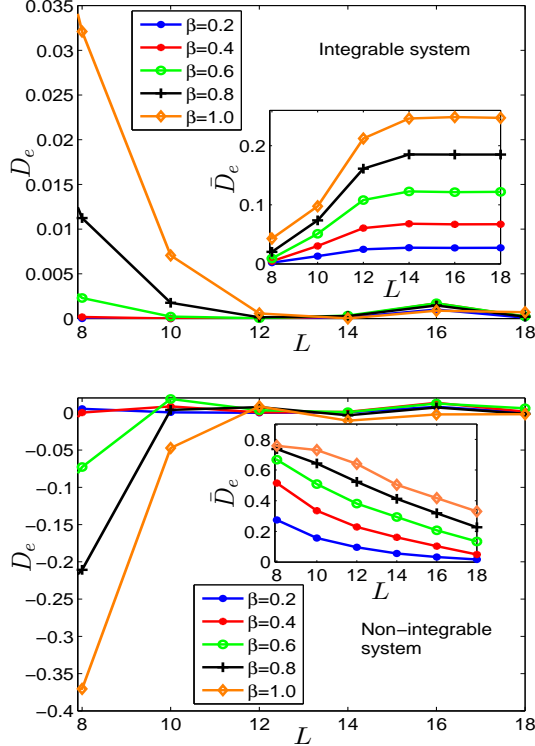 0.035
0.03
0.025
0.02
0.015
0.01
0.005
0
D_e
β=0.2
β=0.4
β=0.6
β=0.8
β=1.0
Integrable system
0.2
0.1
0
D̄_e
8 10 12 14 16 18
L
8 10 12 14 16 18
L
0
−0.05
−0.1
−0.15
−0.2
−0.25
−0.3
−0.35
−0.4
D_e
0.8
0.6
0.4
0.2
0
D̄_e
8 10 12 14 16 18
L
β=0.2
β=0.4
β=0.6
β=0.8
β=1.0
Non−integrable
system
8 10 12 14 16 18
L